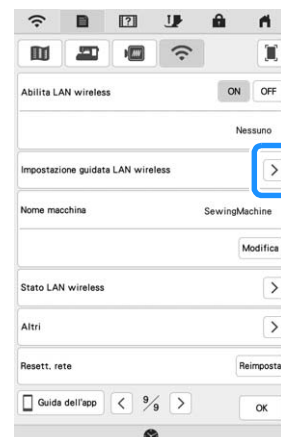 Abilita LAN wireless
ON OFF
Nessuno
Impostazione guidata LAN wireless
Nome macchina SewingMachine
Modifica
Stato LAN wireless
Altri
Resett. rete Reimposta
Guida dell'app 9/9 OK